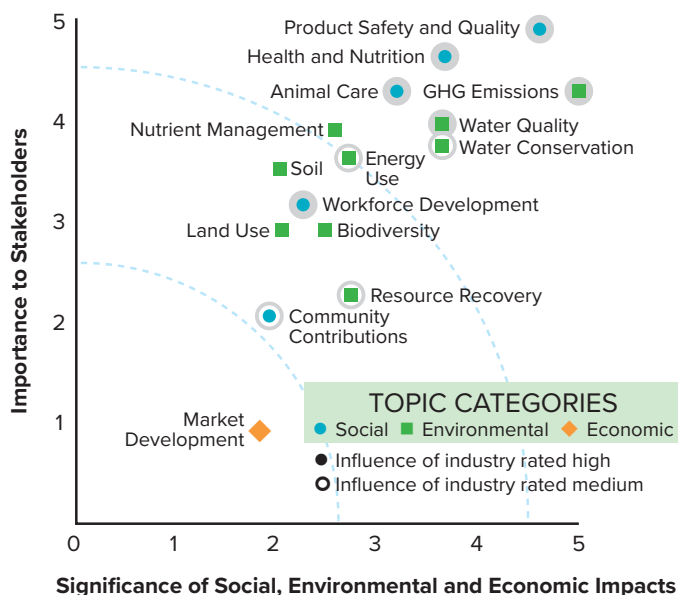 5
Product Safety and Quality
Health and Nutrition
Animal Care
GHG Emissions
4
Nutrient Management
Water Quality
Water Conservation
Energy
Use
Soil
Workforce Development
3
Land Use
Biodiversity
Resource Recovery
2
Community
Contributions
Market
Development
1
TOPIC CATEGORIES
Social
Environmental
Economic
Influence of industry rated high
Influence of industry rated medium
0
1
2
3
4
5
Importance to Stakeholders
Significance of Social, Environmental and Economic Impacts